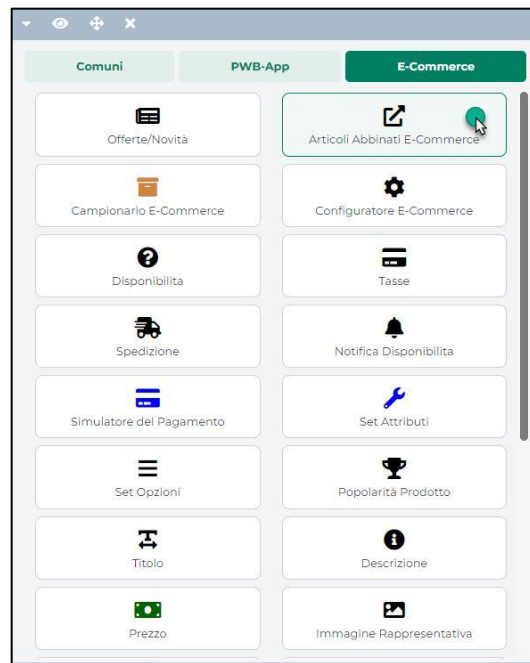 Comuni PWB-App E-Commerce
Offerte/Novità Articoli Abbinati E-Commerce
Campionario E-Commerce Configuratore E-Commerce
Disponibilita Tasse
Spedizione Notifica Disponibilita
Simulatore del Pagamento Set Attributi
Set Opzioni Popolarità Prodotto
Titolo Descrizione
Prezzo Immagine Rappresentativa